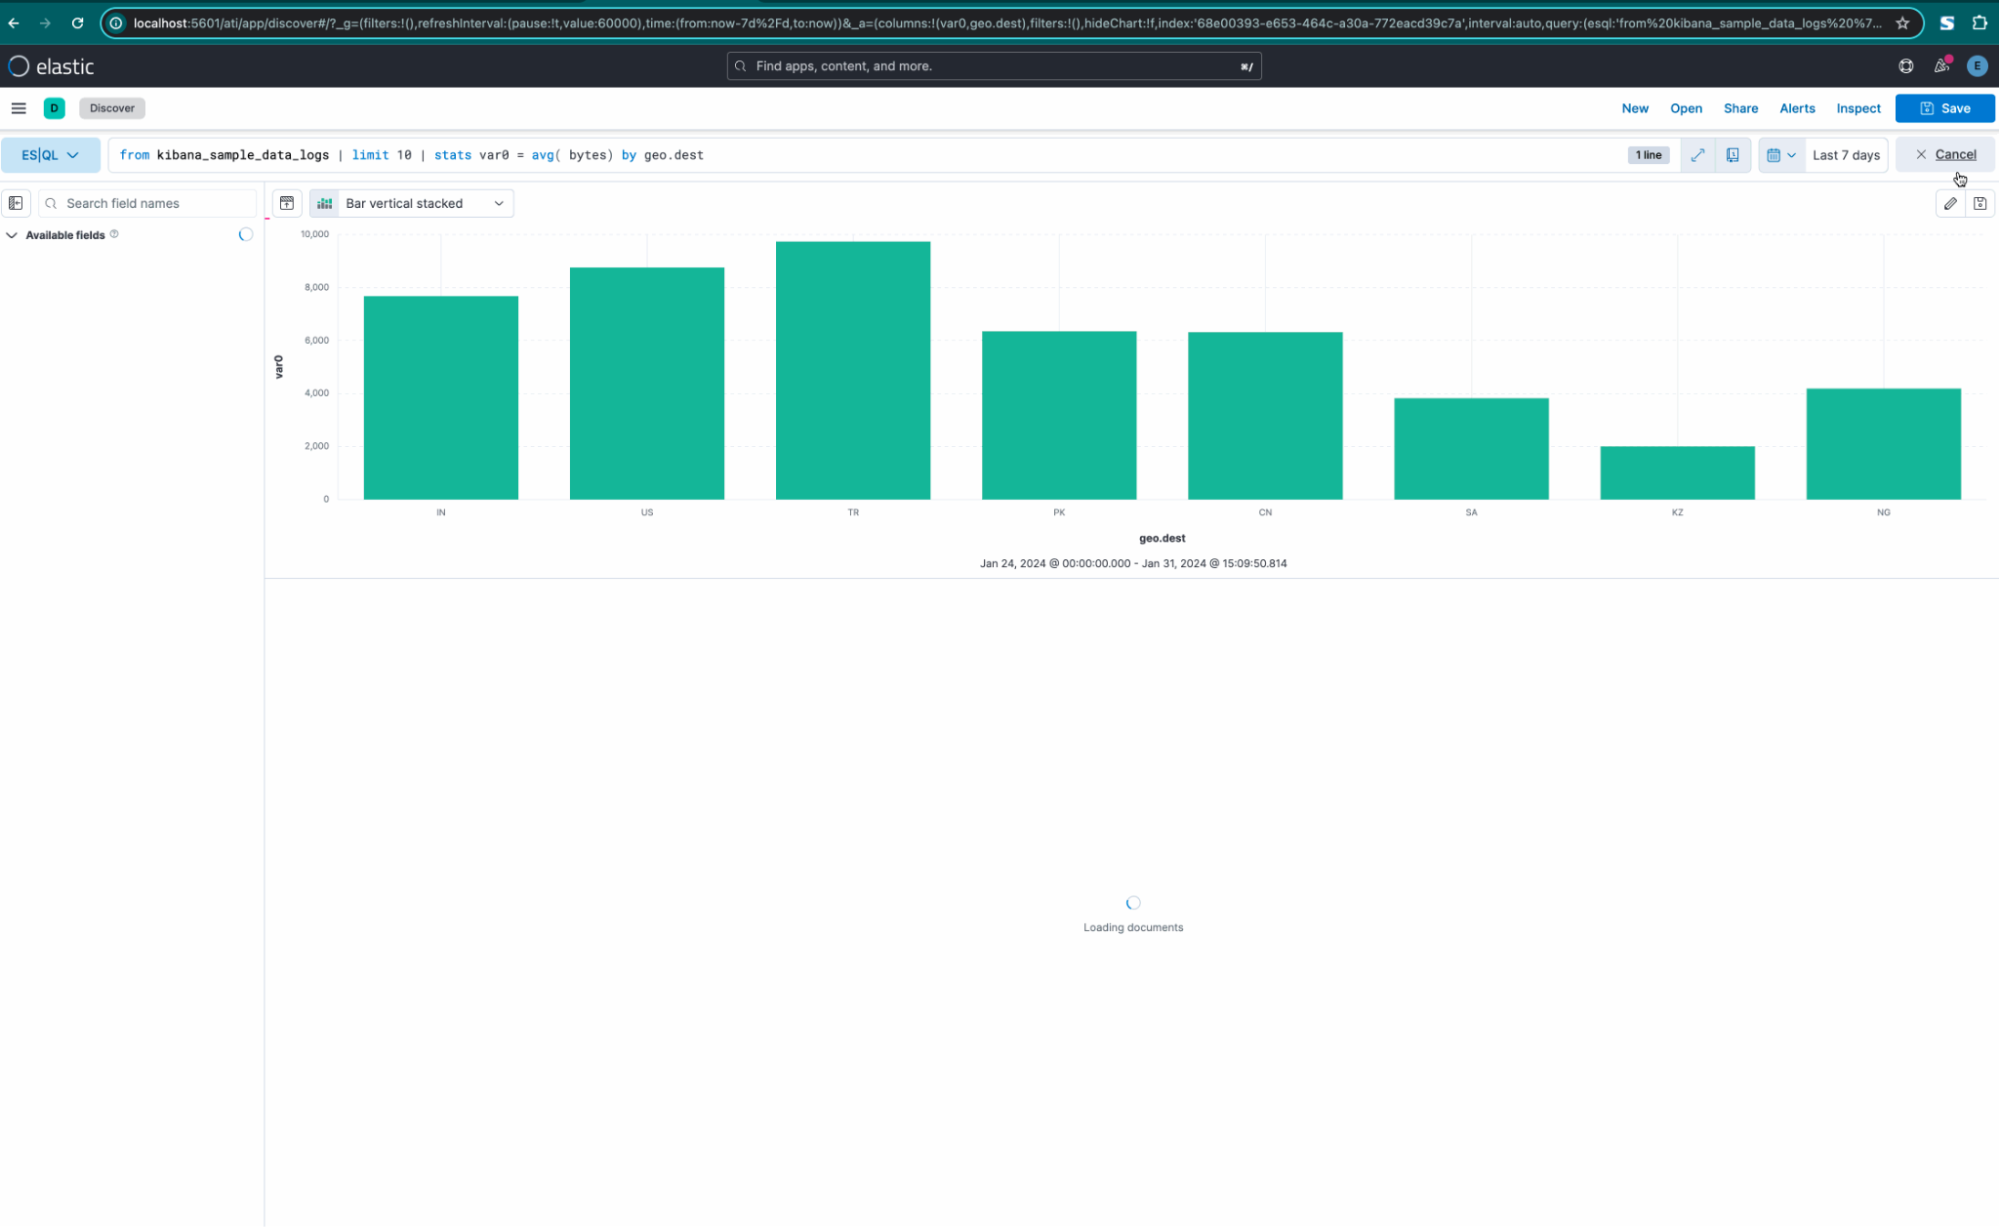 localhost:5601/ati/app/discover#/?_g=(filters:!(),refreshInterval:(pause:!t,value:60000),time:(from:now-7d%2Fd,to:now))&_a=(columns:!(var0,geo.dest),filters:!(),hideChart:!f,index:'68e00393-e653-464c-a30a-772eacd39c7a',interval:auto,query:(esql:'from%20kibana_sample_data_logs%20%7...
S
elastic
Find apps, content, and more.
⌘/
E
D
Discover
New
Open
Share
Alerts
Inspect
Save
ES|QL
from kibana_sample_data_logs | limit 10 | stats var0 = avg( bytes) by geo.dest
1 line
Last 7 days
Cancel
Search field names
Bar vertical stacked
Available fields
10,000
8,000
6,000
4,000
2,000
0
var0
IN
US
TR
PK
CN
SA
KZ
NG
geo.dest
Jan 24, 2024 @ 00:00:00.000 - Jan 31, 2024 @ 15:09:50.814
Loading documents